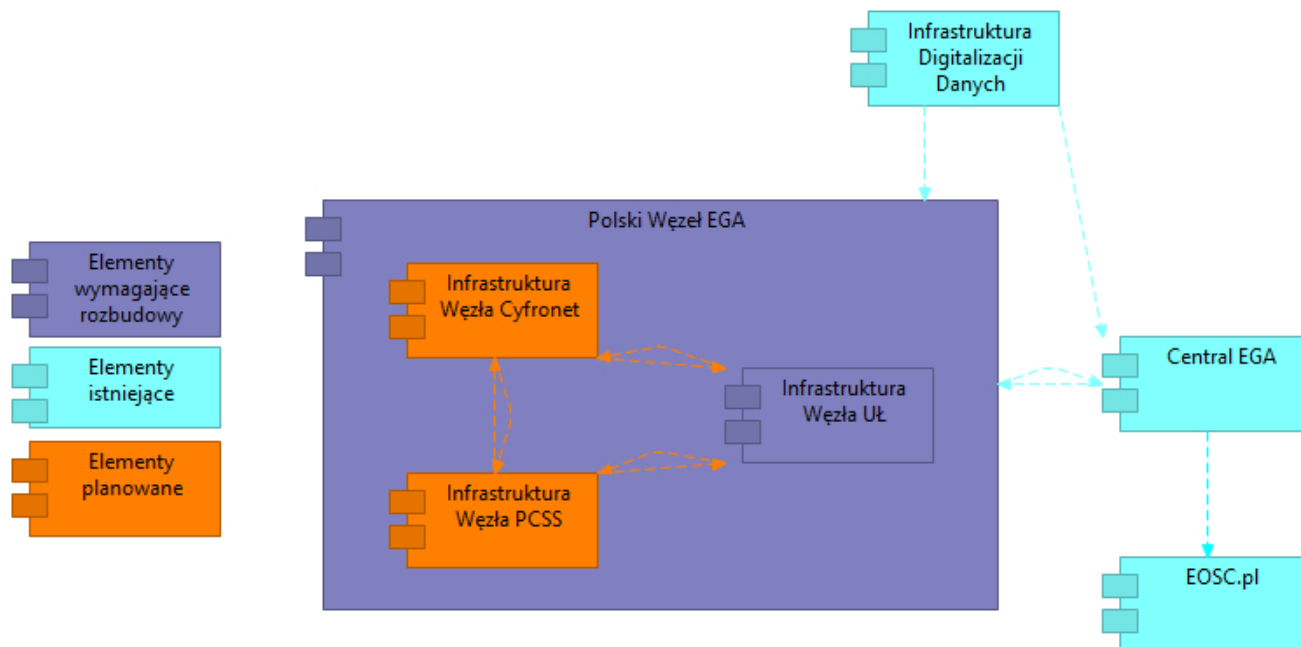 Infrastruktura
Digitalizacji
Danych
Polski Węzeł EGA
Elementy
wymagające
rozbudowy
Infrastruktura
Węzła Cyfronet
Elementy
istniejące
Central EGA
Infrastruktura
Węzła UŁ
Elementy
planowane
Infrastruktura
Węzła PCSS
EOSC.pl